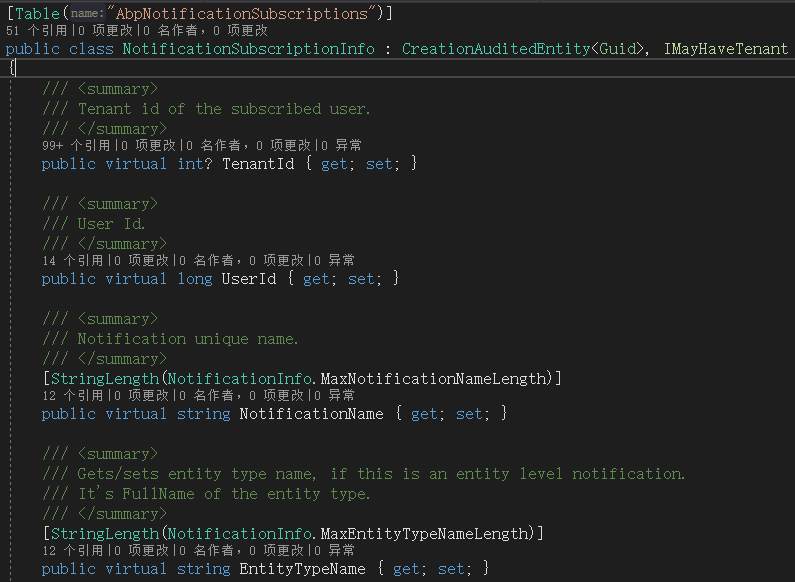 [Table(name:"AbpNotificationSubscriptions")]
51 个引用|0 项更改|0 名作者, 0 项更改
public class NotificationSubscriptionInfo : CreationAuditedEntity<Guid>, IMayHaveTenant
{
/// <summary>
/// Tenant id of the subscribed user.
/// </summary>
99+ 个引用|0 项更改|0 名作者, 0 项更改|0 异常
public virtual int? TenantId { get; set; }
/// <summary>
/// User Id.
/// </summary>
14 个引用|0 项更改|0 名作者, 0 项更改|0 异常
public virtual long UserId { get; set; }
/// <summary>
/// Notification unique name.
/// </summary>
[StringLength(NotificationInfo.MaxNotificationNameLength)]
12 个引用|0 项更改|0 名作者, 0 项更改|0 异常
public virtual string NotificationName { get; set; }
/// <summary>
/// Gets/sets entity type name, if this is an entity level notification.
/// It's FullName of the entity type.
/// </summary>
[StringLength(NotificationInfo.MaxEntityTypeNameLength)]
12 个引用|0 项更改|0 名作者, 0 项更改|0 异常
public virtual string EntityTypeName { get; set; }